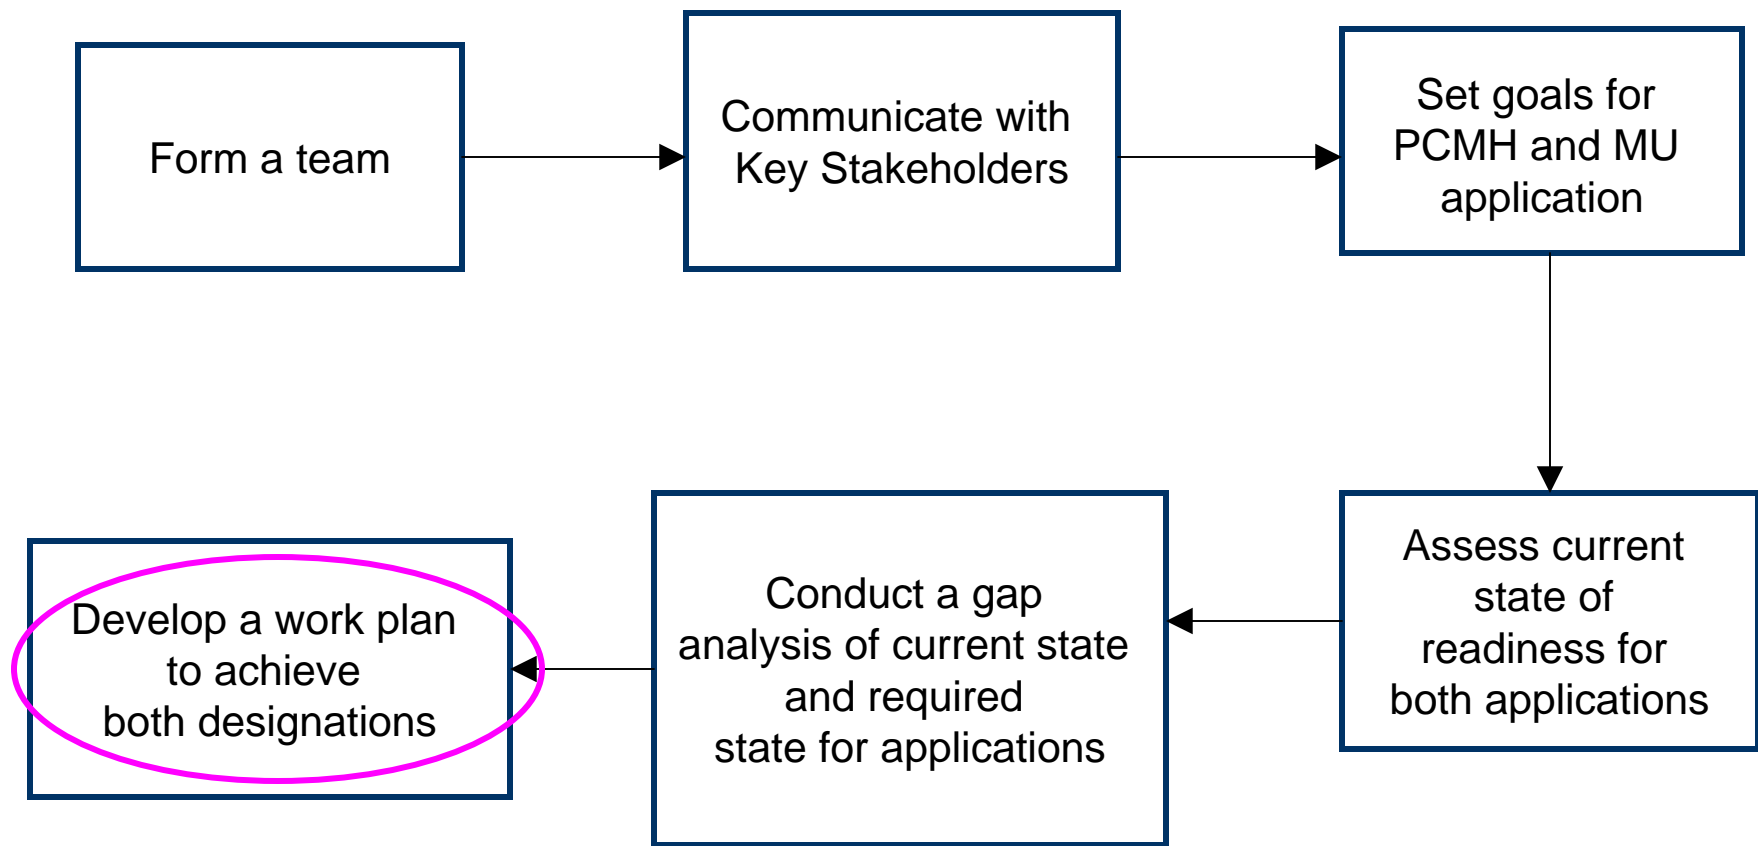 Form a team
Communicate with
Key Stakeholders
Set goals for
PCMH and MU
application
Assess current
state of
readiness for
both applications
Conduct a gap
analysis of current state
and required
state for applications
Develop a work plan
to achieve
both designations